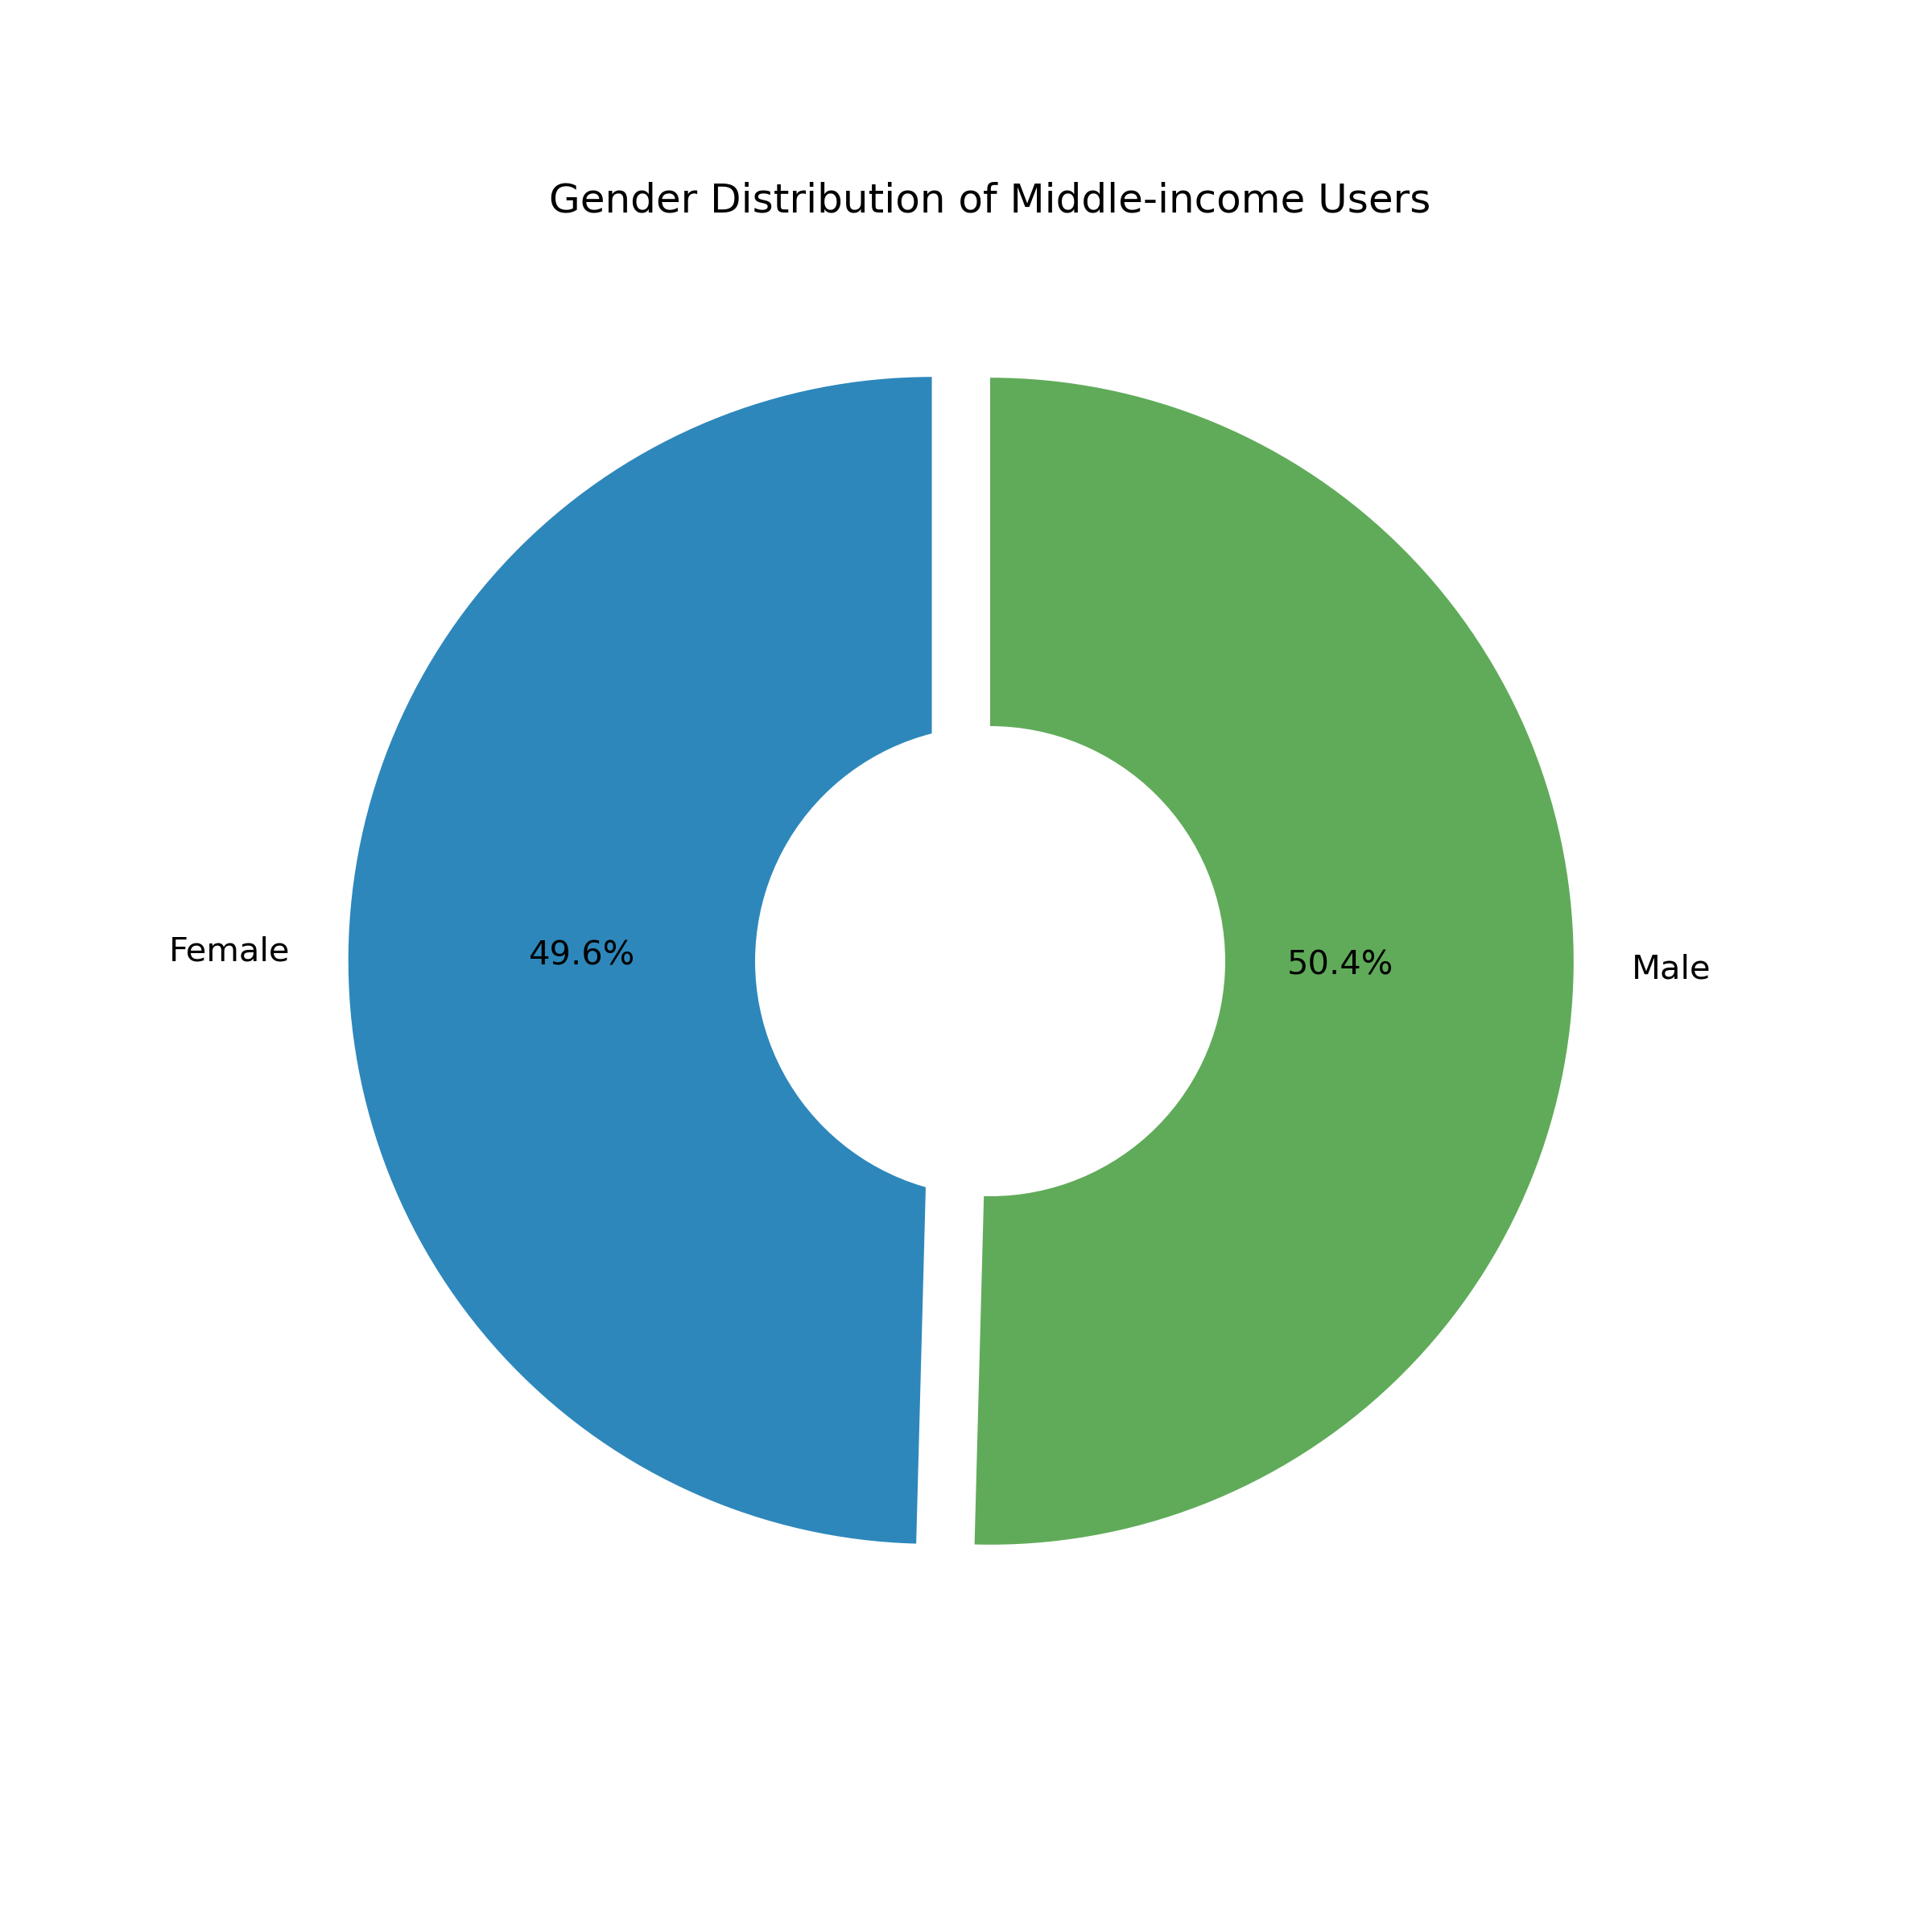 Gender Distribution of Middle-income Users
Female
49.6%
50.4%
Male